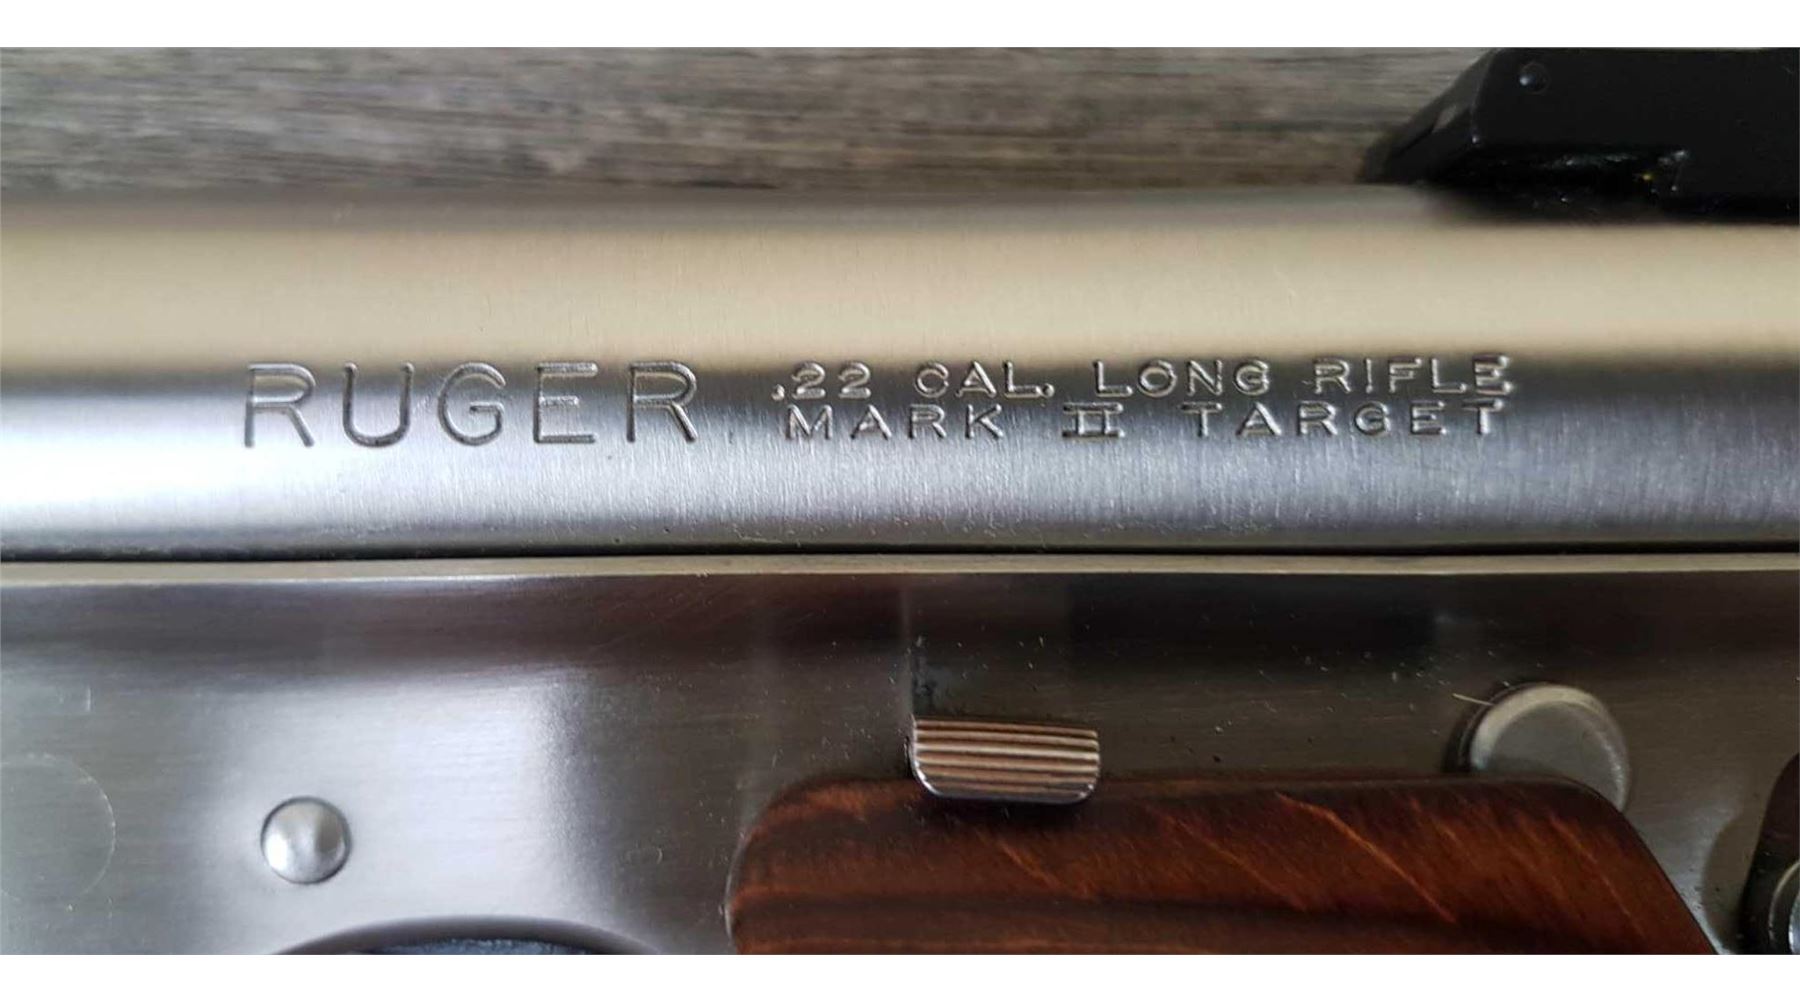 RUGER
.22 CAL. LONG RIFLE
MARK II TARGET